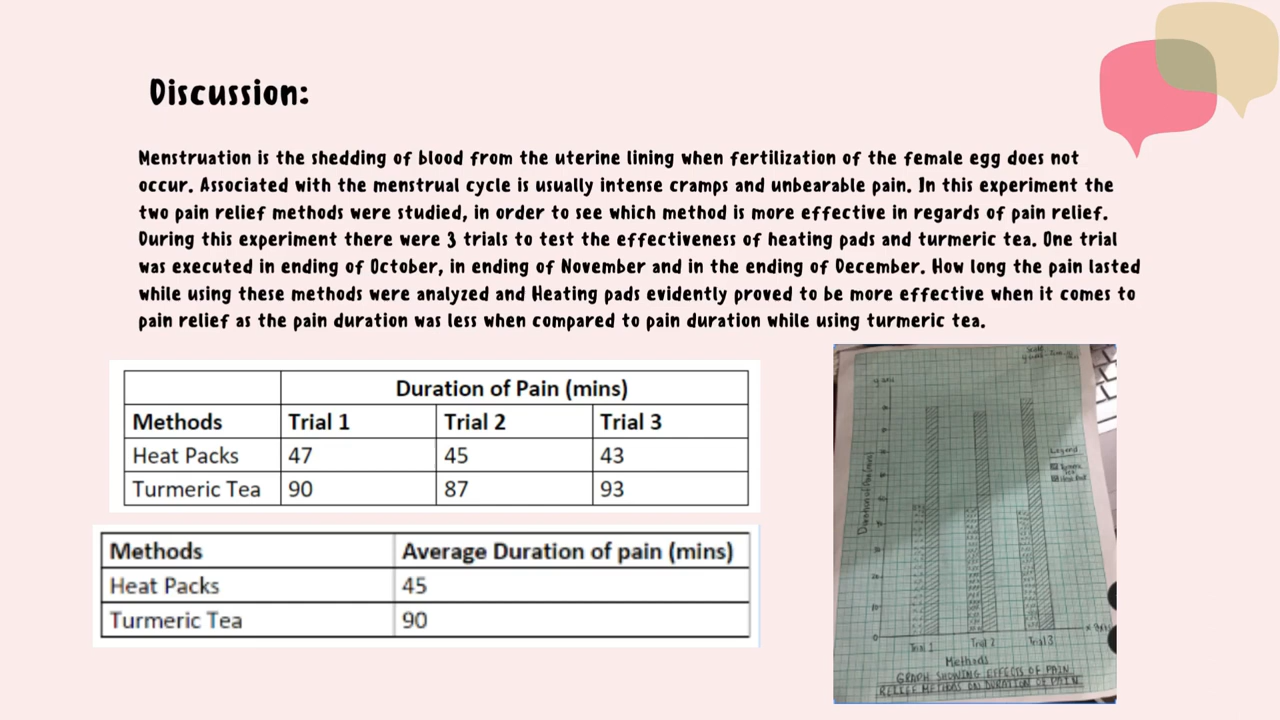 Discussion:
Menstruation is the shedding of blood from the uterine lining when fertilization of the female egg does not
occur. Associated with the menstrual cycle is usually intense cramps and unbearable pain. In this experiment the
two pain relief methods were studied, in order to see which method is more effective in regards of pain relief.
During this experiment there were 3 trials to test the effectiveness of heating pads and turmeric tea. One trial
was executed in ending of October, in ending of November and in the ending of December. How long the pain lasted
while using these methods were analyzed and Heating pads evidently proved to be more effective when it comes to
pain relief as the pain duration was less when compared to pain duration while using turmeric tea.
Duration of Pain (mins)
Methods Trial 1 Trial 2 Trial 3
Heat Packs 47 45 43
Turmeric Tea 90 87 93
Methods Average Duration of pain (mins)
Heat Packs 45
Turmeric Tea 90
Scale
y axis
Legend
Duration of Pain (mins)
20
10
0
Trial 1 Trial 2 Trial 3
Methods
GRAPH SHOWING EFFECTS OF PAIN
RELIEF METHODS ON DURATION OF PAIN